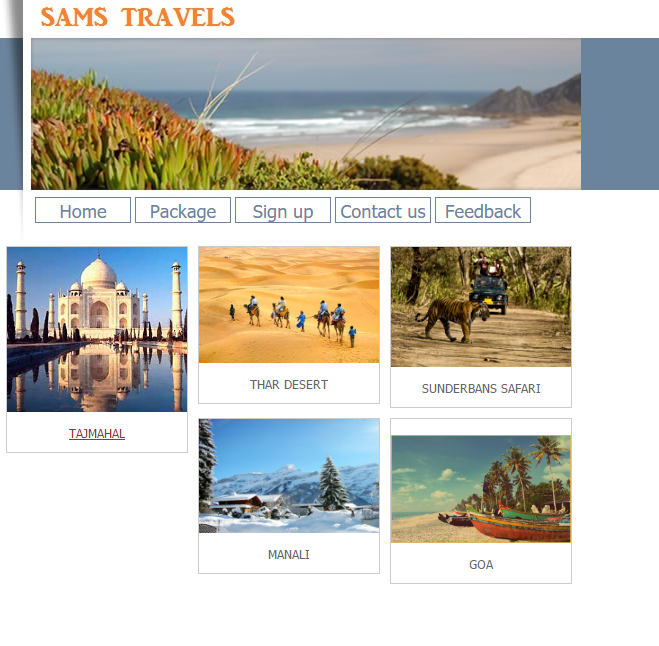 SAMS TRAVELS
Home
Package
Sign up
Contact us
Feedback
TAJMAHAL
THAR DESERT
SUNDERBANS SAFARI
MANALI
GOA